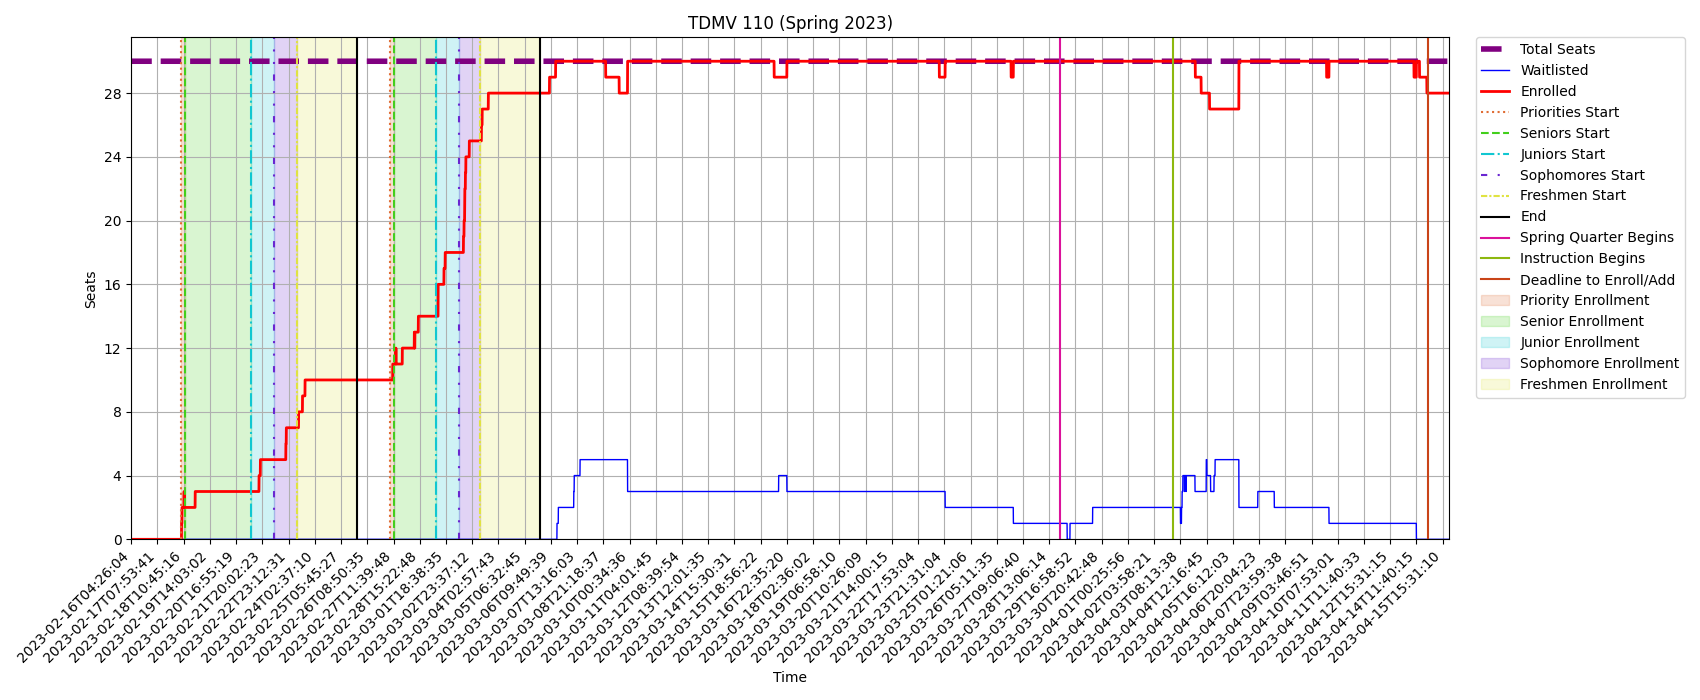 TDMV 110 (Spring 2023)
Seats
28
24
20
16
12
8
4
0
2023-02-16T04:26:04
2023-02-17T07:53:41
2023-02-18T10:45:16
2023-02-19T14:03:02
2023-02-20T16:55:19
2023-02-21T20:02:23
2023-02-22T23:12:31
2023-02-24T02:37:10
2023-02-25T05:45:27
2023-02-26T08:50:35
2023-02-27T11:39:48
2023-02-28T15:22:48
2023-03-01T18:38:35
2023-03-02T23:37:12
2023-03-04T02:57:43
2023-03-05T06:32:45
2023-03-06T09:49:39
2023-03-07T13:16:03
2023-03-08T21:18:37
2023-03-10T00:34:36
2023-03-11T04:01:45
2023-03-12T08:39:54
2023-03-13T12:01:35
2023-03-14T15:30:31
2023-03-15T18:56:22
2023-03-16T22:35:20
2023-03-18T02:36:02
2023-03-19T06:58:10
2023-03-20T10:26:09
2023-03-21T14:00:15
2023-03-22T17:53:04
2023-03-23T21:31:04
2023-03-25T01:21:06
2023-03-26T05:11:35
2023-03-27T09:06:40
2023-03-28T13:06:14
2023-03-29T16:58:52
2023-03-30T20:42:48
2023-04-01T00:25:56
2023-04-02T03:58:21
2023-04-03T08:13:38
2023-04-04T12:16:45
2023-04-05T16:12:03
2023-04-06T20:04:23
2023-04-07T23:59:38
2023-04-09T03:46:51
2023-04-10T07:53:01
2023-04-11T11:40:33
2023-04-12T15:31:15
2023-04-14T11:40:15
2023-04-15T15:31:10
Time
Total Seats
Waitlisted
Enrolled
Priorities Start
Seniors Start
Juniors Start
Sophomores Start
Freshmen Start
End
Spring Quarter Begins
Instruction Begins
Deadline to Enroll/Add
Priority Enrollment
Senior Enrollment
Junior Enrollment
Sophomore Enrollment
Freshmen Enrollment